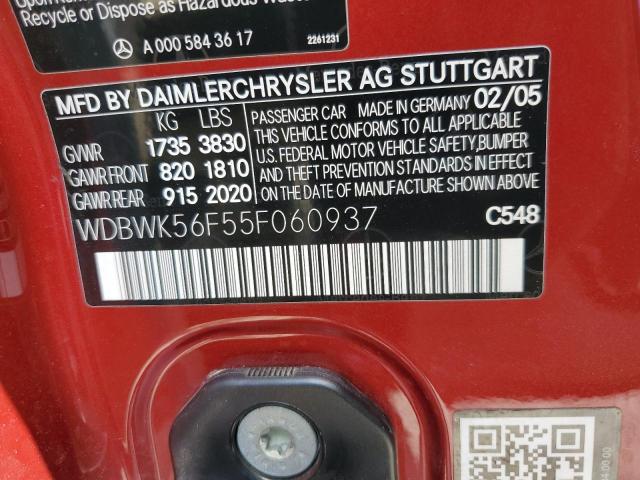 Recycle or Dispose as Hazardous
A 000 584 36 17 2261231
MFD BY DAIMLERCHRYSLER AG STUTTGART
KG LBS PASSENGER CAR MADE IN GERMANY 02/05
GVWR 1735 3830 THIS VEHICLE CONFORMS TO ALL APPLICABLE
GAWR FRONT 820 1810 U.S. FEDERAL MOTOR VEHICLE SAFETY, BUMPER
GAWR REAR 915 2020 AND THEFT PREVENTION STANDARDS IN EFFECT
ON THE DATE OF MANUFACTURE SHOWN ABOVE.
WDBWK56F55F060937 C548